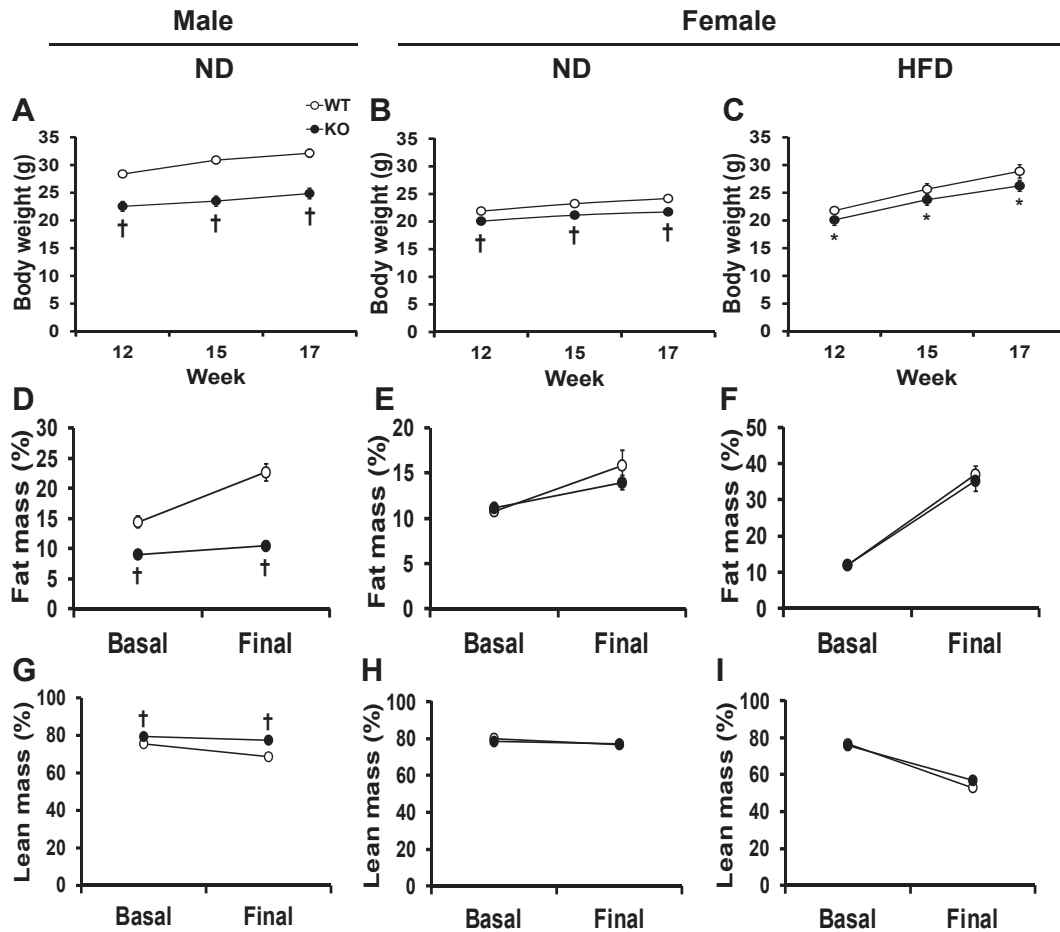 Male
Female
ND
ND
HFD
A
WT
KO
Body weight (g)
35
30
25
20
15
10
5
0
†
†
†
12
15
17
Week
B
Body weight (g)
35
30
25
20
15
10
5
0
†
†
†
12
15
17
Week
C
Body weight (g)
35
30
25
20
15
10
5
0
*
*
*
12
15
17
Week
D
Fat mass (%)
30
25
20
15
10
5
0
†
†
Basal
Final
E
Fat mass (%)
20
15
10
5
0
Basal
Final
F
Fat mass (%)
50
40
30
20
10
0
Basal
Final
G
Lean mass (%)
100
80
60
40
20
0
†
†
Basal
Final
H
Lean mass (%)
100
80
60
40
20
0
Basal
Final
I
Lean mass (%)
100
80
60
40
20
0
Basal
Final